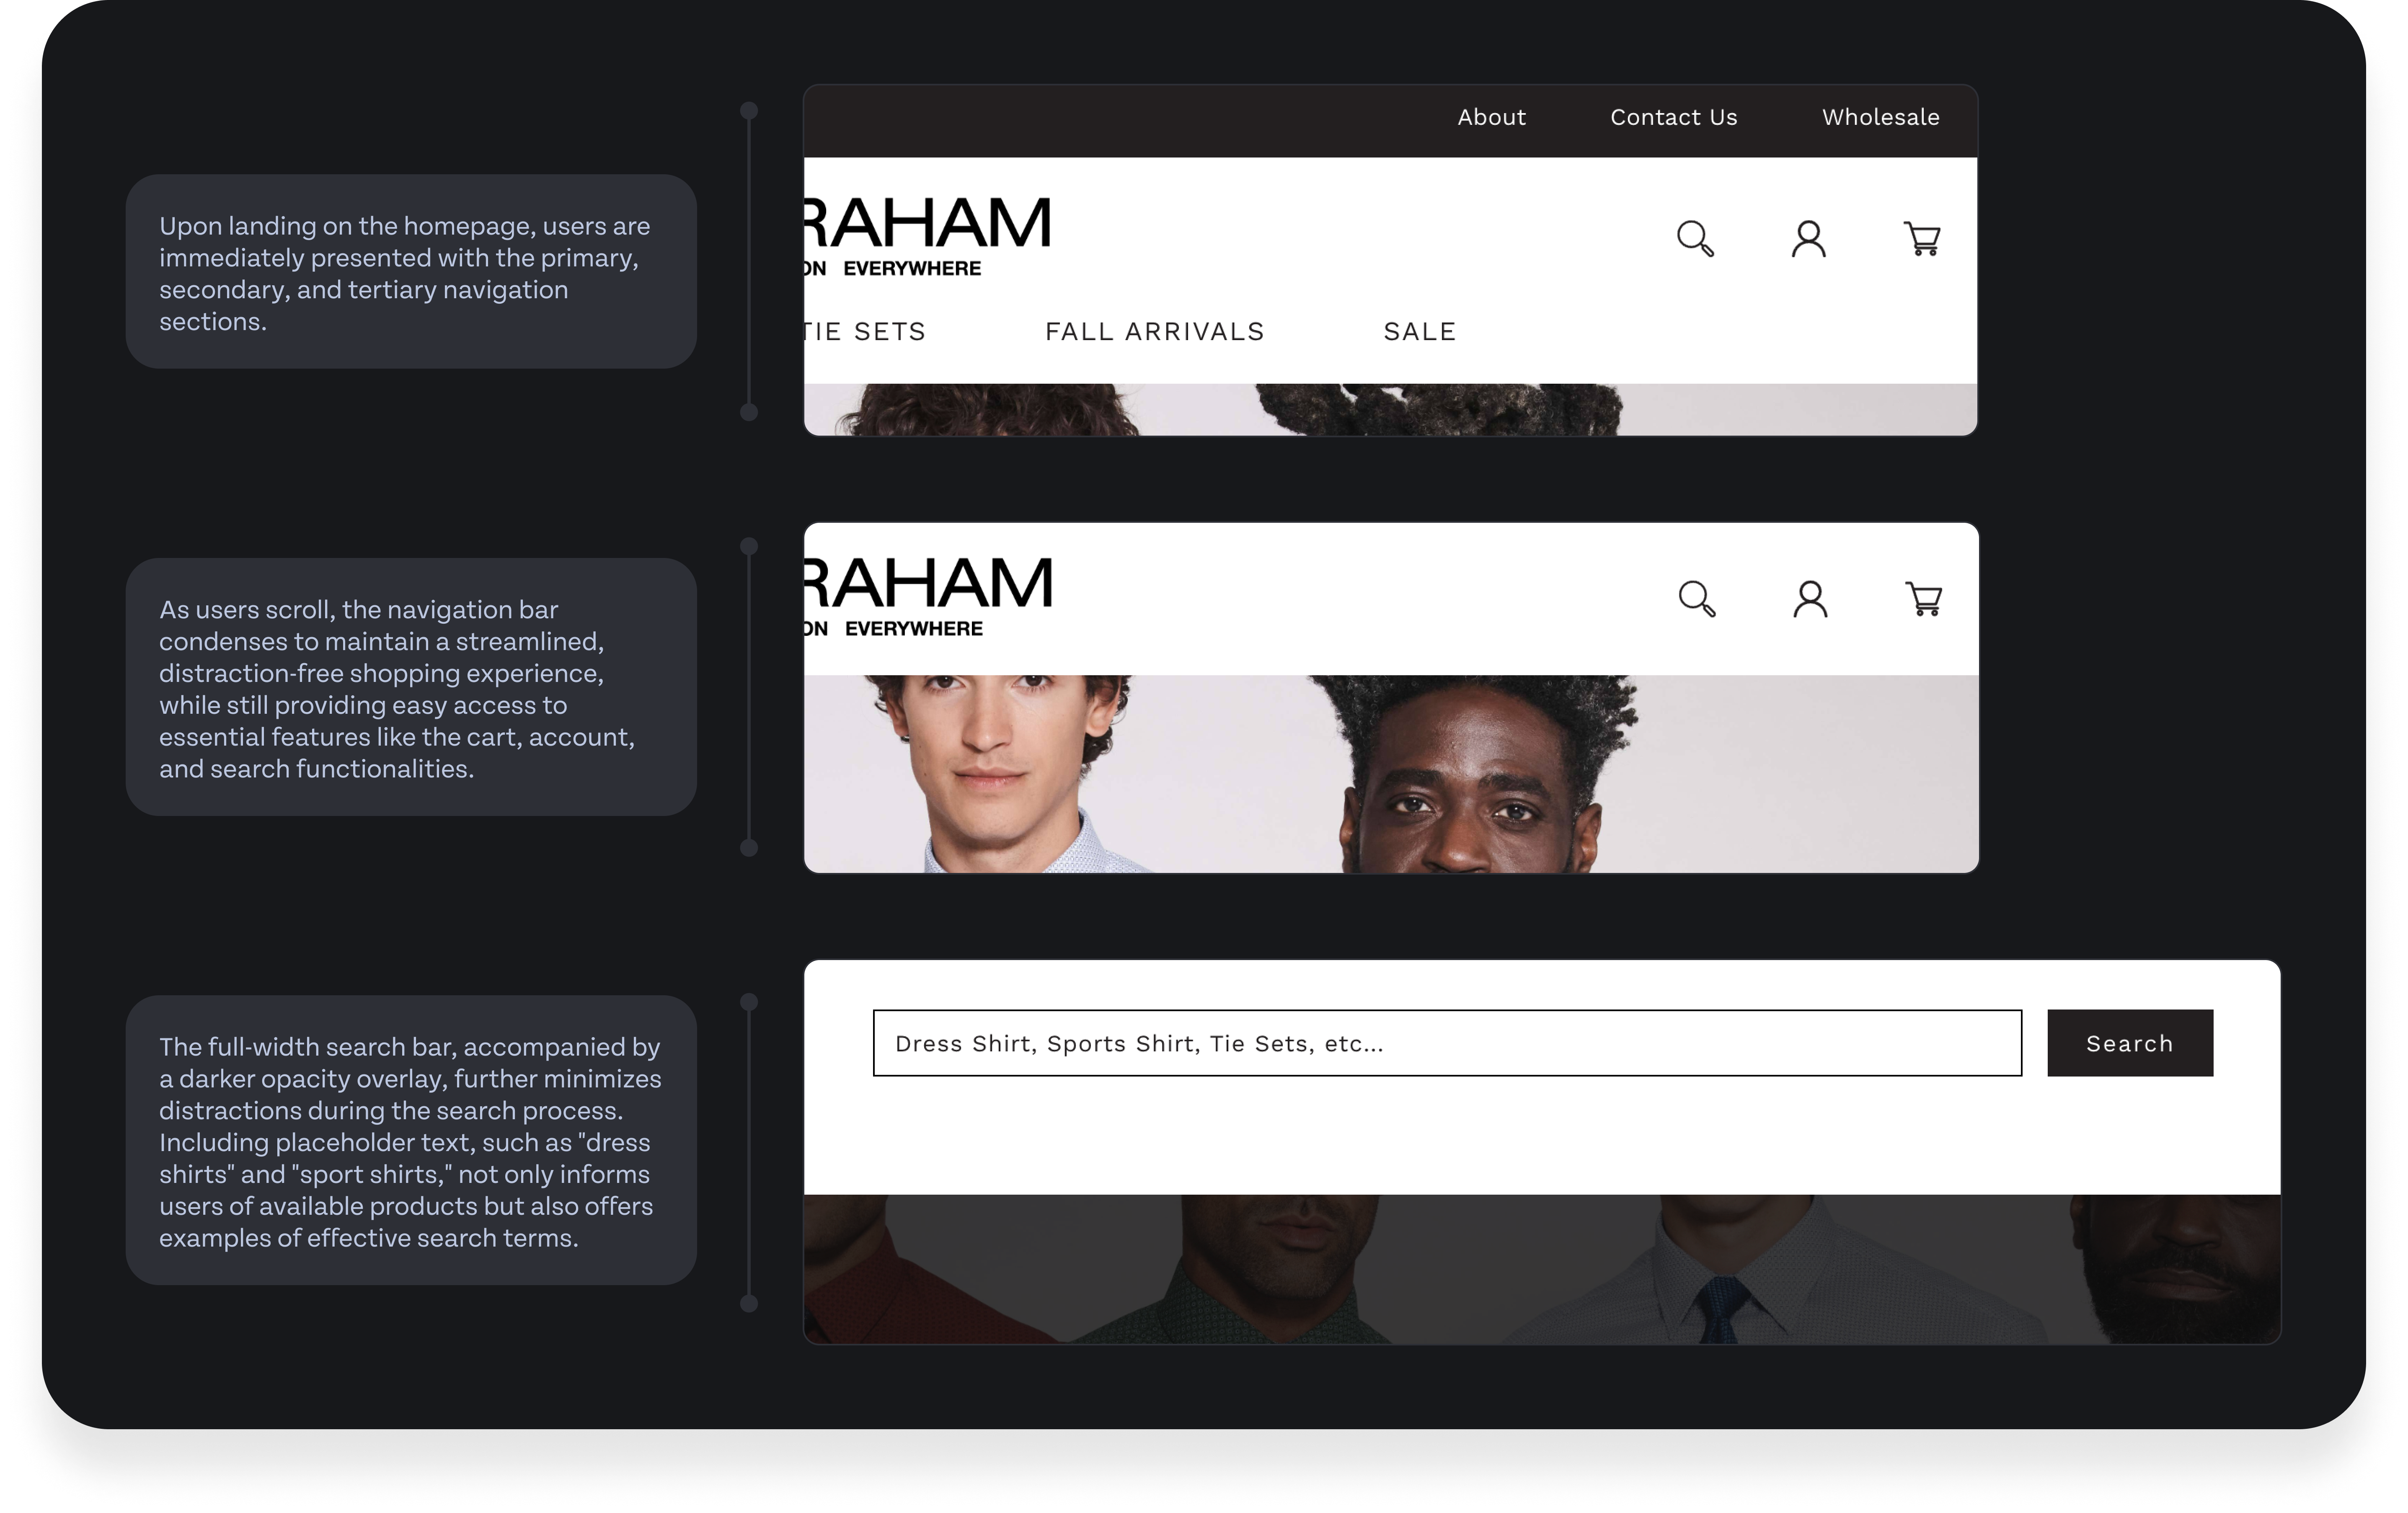 Upon landing on the homepage, users are
immediately presented with the primary,
secondary, and tertiary navigation
sections.
About Contact Us Wholesale
RAHAM
ON EVERYWHERE
TIE SETS FALL ARRIVALS SALE
As users scroll, the navigation bar
condenses to maintain a streamlined,
distraction-free shopping experience,
while still providing easy access to
essential features like the cart, account,
and search functionalities.
RAHAM
ON EVERYWHERE
The full-width search bar, accompanied by
a darker opacity overlay, further minimizes
distractions during the search process.
Including placeholder text, such as "dress
shirts" and "sport shirts," not only informs
users of available products but also offers
examples of effective search terms.
Dress Shirt, Sports Shirt, Tie Sets, etc...
Search